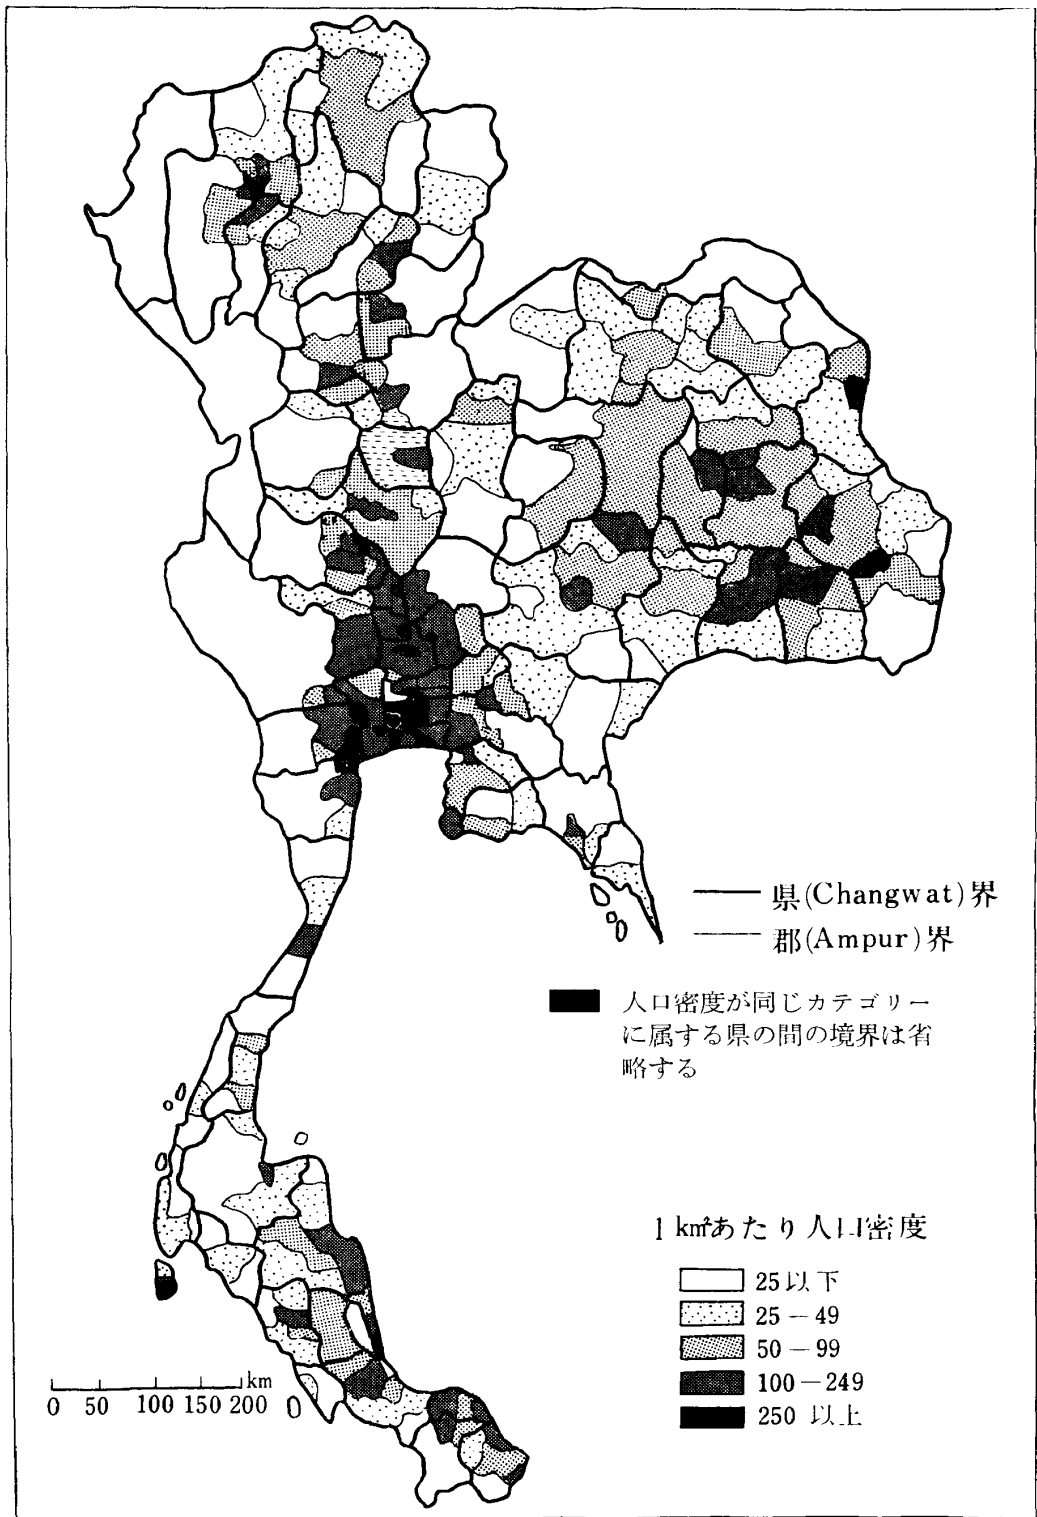 県(Changwat)界
郡(Ampur)界
人口密度が同じカテゴリー
に属する県の間の境界は省
略する
1km²あたり人口密度
25以下
25－49
50－99
100－249
250以上
km
0 50 100 150 200